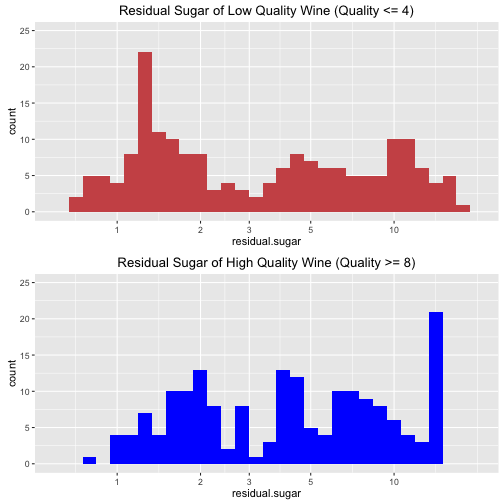 Residual Sugar of Low Quality Wine (Quality <= 4)
25
20
15
10
5
0
count
1 2 3 5 10
residual.sugar
Residual Sugar of High Quality Wine (Quality >= 8)
25
20
15
10
5
0
count
1 2 3 5 10
residual.sugar